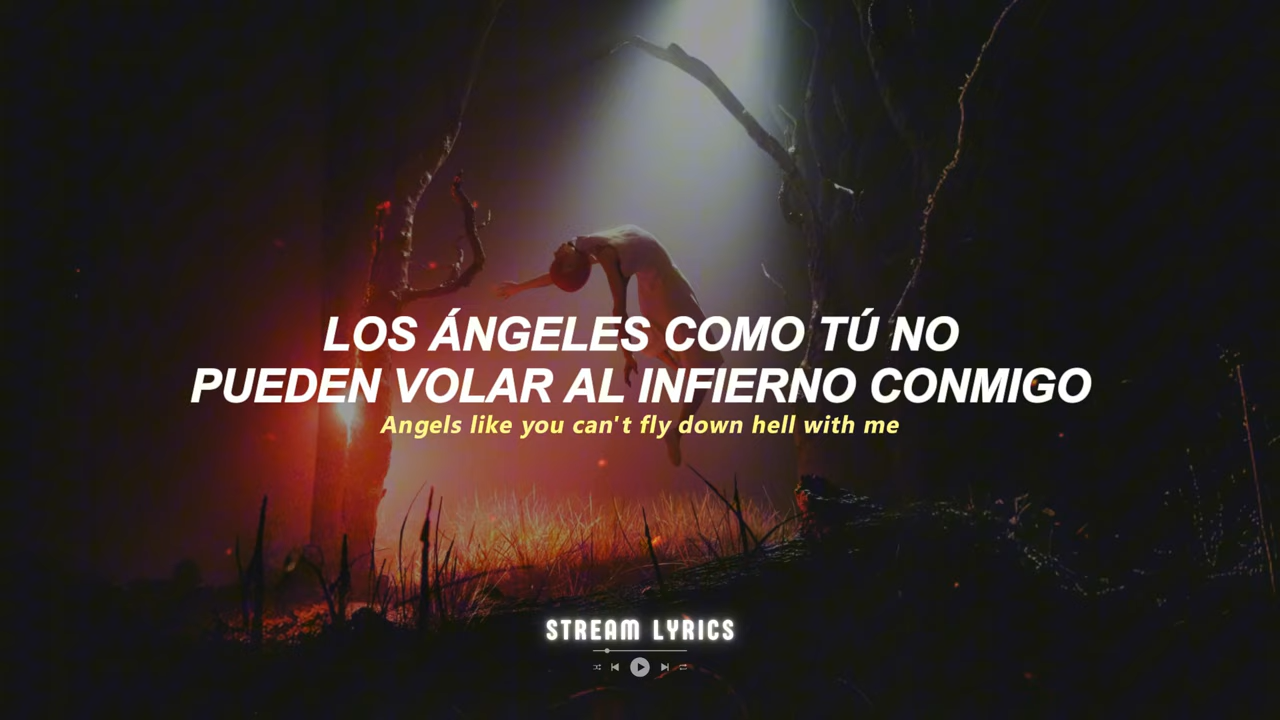 LOS ÁNGELES COMO TÚ NO
PUEDEN VOLAR AL INFIERNO CONMIGO
Angels like you can't fly down hell with me
STREAM LYRICS